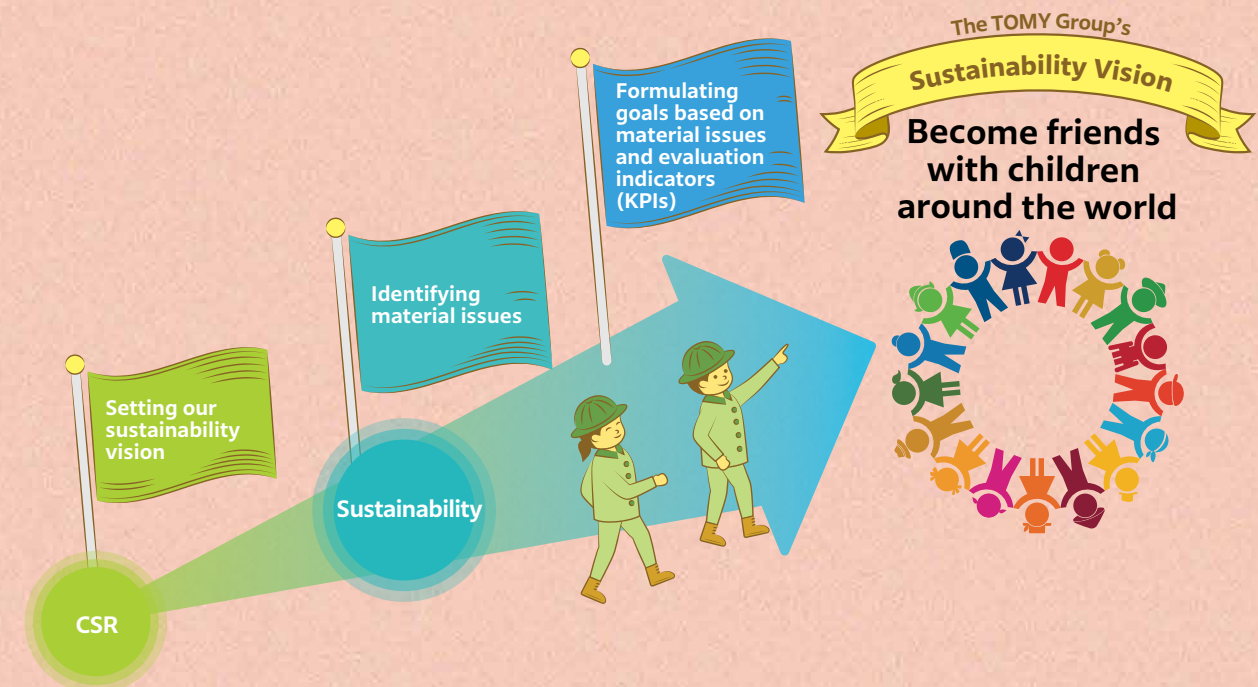 The TOMY Group's
Sustainability Vision
Become friends
with children
around the world
Formulating
goals based on
material issues
and evaluation
indicators
(KPIs)
Identifying
material issues
Setting our
sustainability
vision
Sustainability
CSR